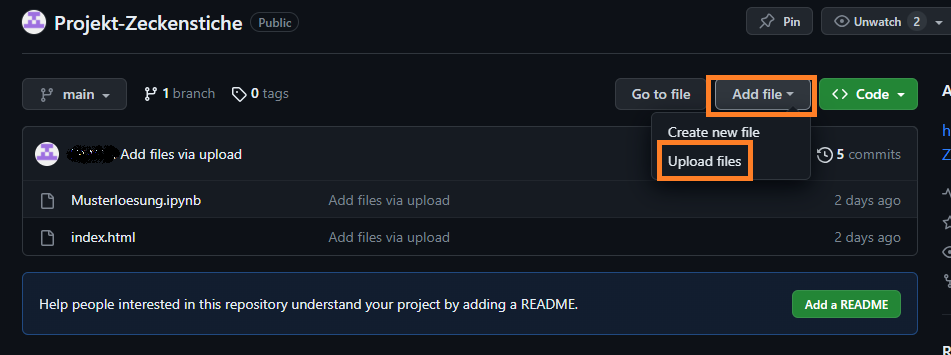 Projekt-Zeckenstiche Public Pin Unwatch 2
main 1 branch 0 tags Go to file Add file Code
Create new file
Add files via upload 5 commits
Upload files
Musterloesung.ipynb Add files via upload 2 days ago
index.html Add files via upload 2 days ago
Help people interested in this repository understand your project by adding a README. Add a README